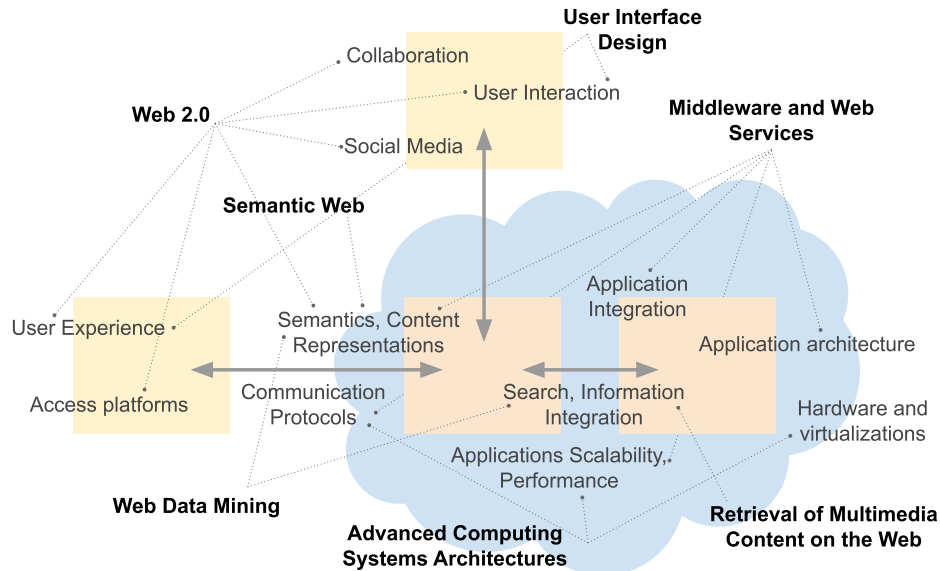 User Interface
Design
Collaboration
User Interaction
Web 2.0
Middleware and Web
Services
Social Media
Semantic Web
Application
Integration
User Experience
Semantics, Content
Representations
Application architecture
Access platforms
Communication
Protocols
Search, Information
Integration
Hardware and
virtualizations
Applications Scalability,
Performance
Web Data Mining
Advanced Computing
Systems Architectures
Retrieval of Multimedia
Content on the Web